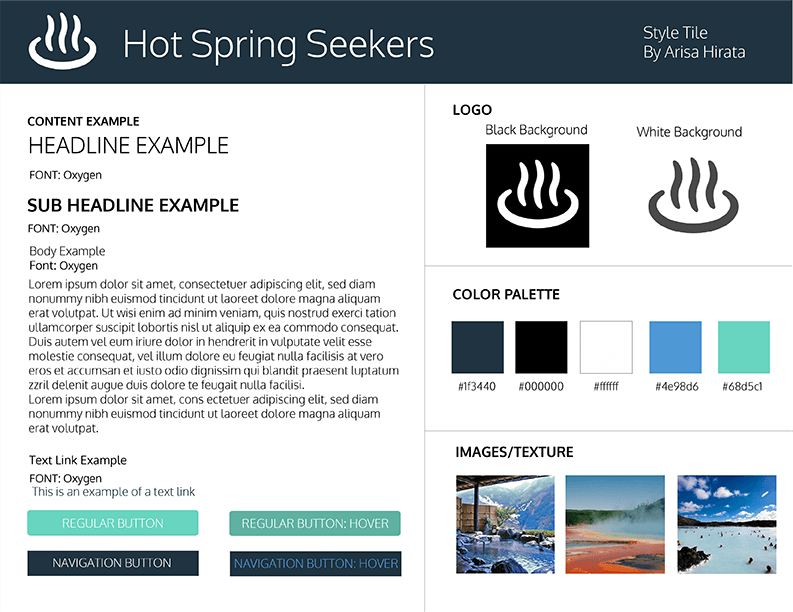 Hot Spring Seekers
Style Tile
By Arisa Hirata
CONTENT EXAMPLE
HEADLINE EXAMPLE
FONT: Oxygen
SUB HEADLINE EXAMPLE
FONT: Oxygen
Body Example
Font: Oxygen
Lorem ipsum dolor sit amet, consectetuer adipiscing elit, sed diam
nonummy nibh euismod tincidunt ut laoreet dolore magna aliquam
erat volutpat. Ut wisi enim ad minim veniam, quis nostrud exerci tation
ullamcorper suscipit lobortis nisl ut aliquip ex ea commodo consequat.
Duis autem vel eum iriure dolor in hendrerit in vulputate velit esse
molestie consequat, vel illum dolore eu feugiat nulla facilisis at vero
eros et accumsan et iusto odio dignissim qui blandit praesent luptatum
zzril delenit augue duis dolore te feugait nulla facilisi.
Lorem ipsum dolor sit amet, cons ectetuer adipiscing elit, sed diam
nonummy nibh euismod tincidunt ut laoreet dolore magna aliquam
erat volutpat.
Text Link Example
FONT: Oxygen
This is an example of a text link
REGULAR BUTTON
REGULAR BUTTON: HOVER
NAVIGATION BUTTON
NAVIGATION BUTTON: HOVER
LOGO
Black Background
White Background
COLOR PALETTE
#1f3440
#000000
#ffffff
#4e98d6
#68d5c1
IMAGES/TEXTURE